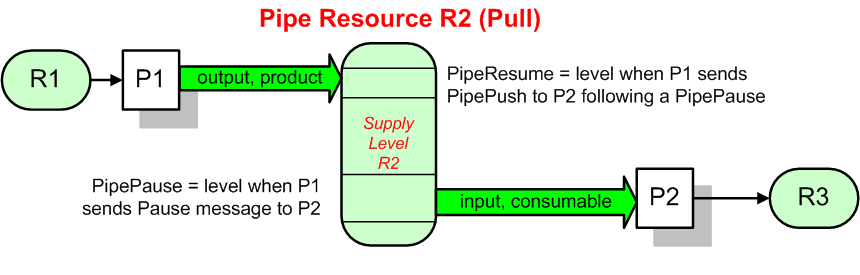 Pipe Resource R2 (Pull)
R1
P1
output, product
PipeResume = level when P1 sends
PipePush to P2 following a PipePause
Supply
Level
R2
PipePause = level when P1
sends Pause message to P2
input, consumable
P2
R3